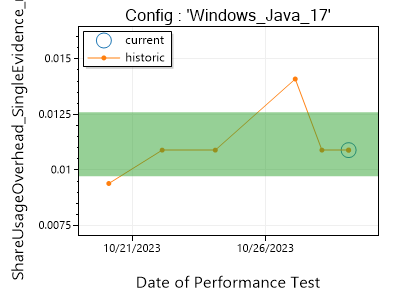 Config : 'Windows_Java_17'
ShareUsageOverhead_SingleEvidence_
current
historic
0.015
0.0125
0.01
0.0075
10/21/2023
10/26/2023
Date of Performance Test